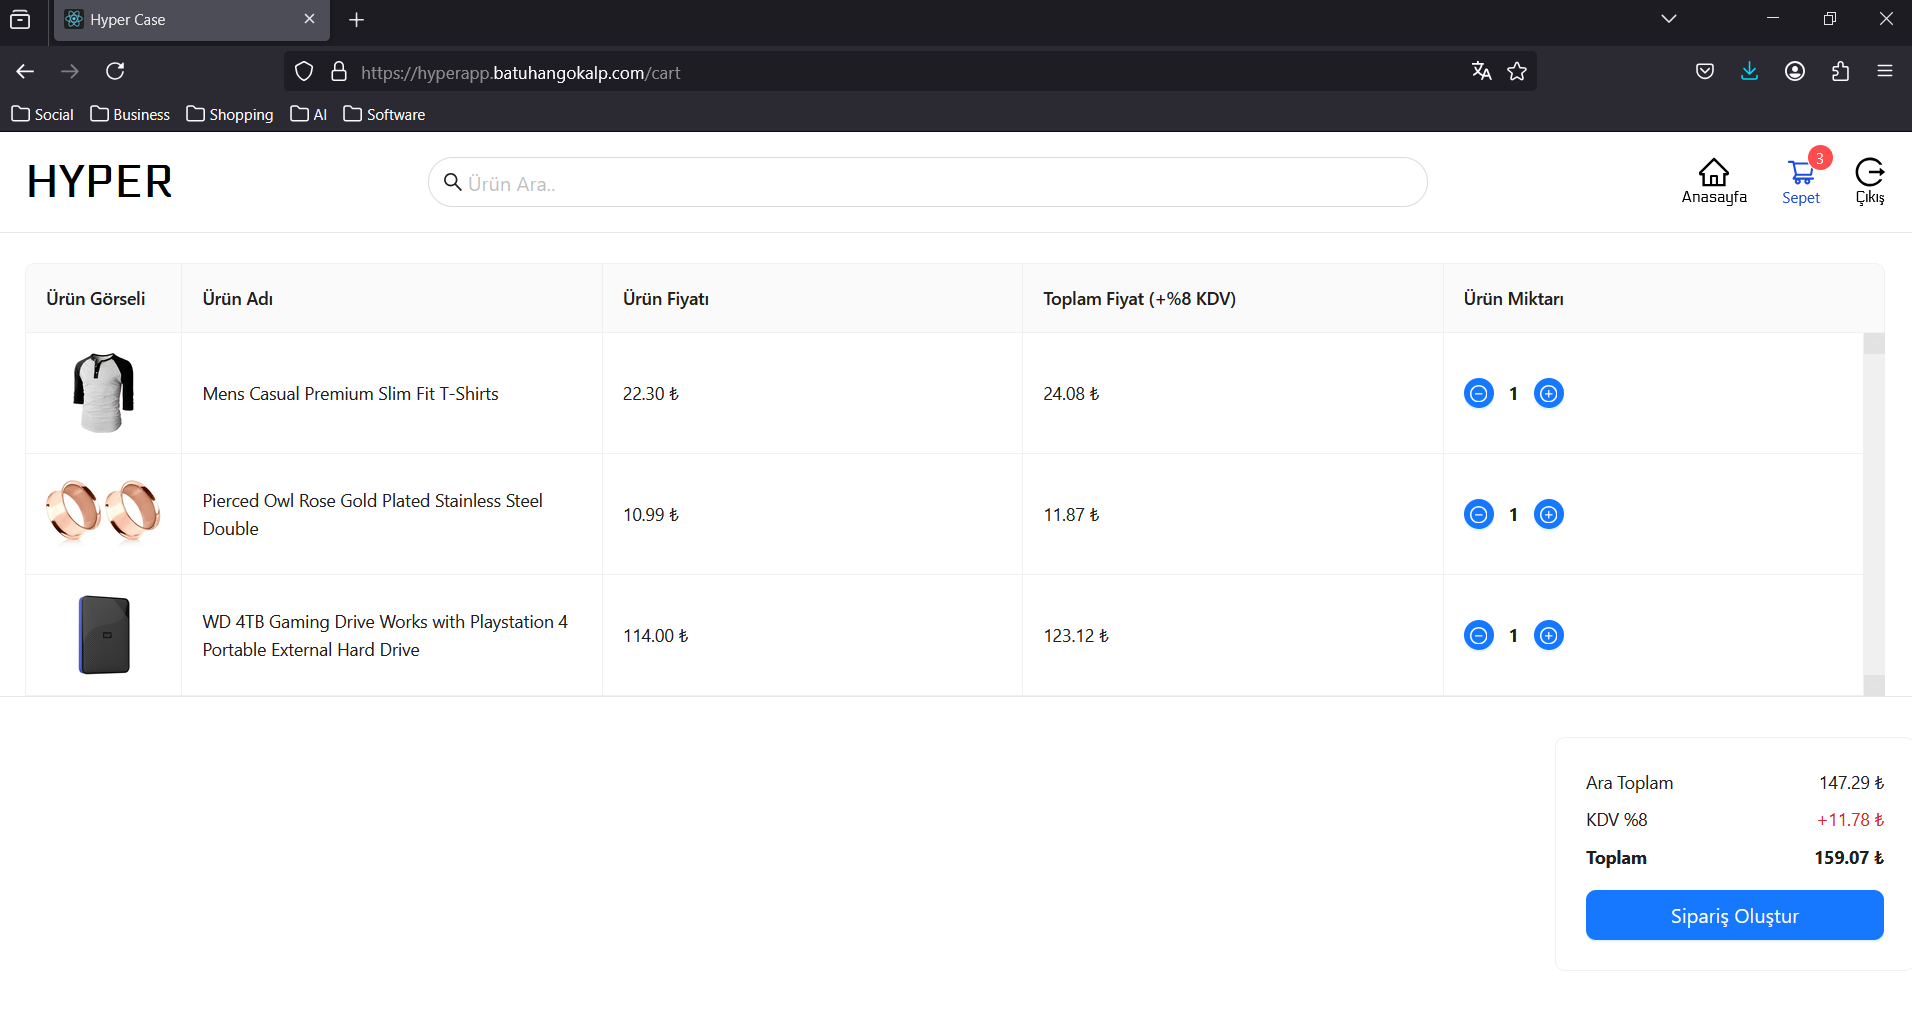 Hyper Case
https://hyperapp.batuhangokalp.com/cart
Social Business Shopping AI Software
HYPER
Ürün Ara..
3
Anasayfa Sepet Çıkış
Ürün Görseli Ürün Adı Ürün Fiyatı Toplam Fiyat (+%8 KDV) Ürün Miktarı
Mens Casual Premium Slim Fit T-Shirts 22.30 ₺ 24.08 ₺ 1
Pierced Owl Rose Gold Plated Stainless Steel
Double 10.99 ₺ 11.87 ₺ 1
WD 4TB Gaming Drive Works with Playstation 4
Portable External Hard Drive 114.00 ₺ 123.12 ₺ 1
Ara Toplam 147.29 ₺
KDV %8 +11.78 ₺
Toplam 159.07 ₺
Sipariş Oluştur